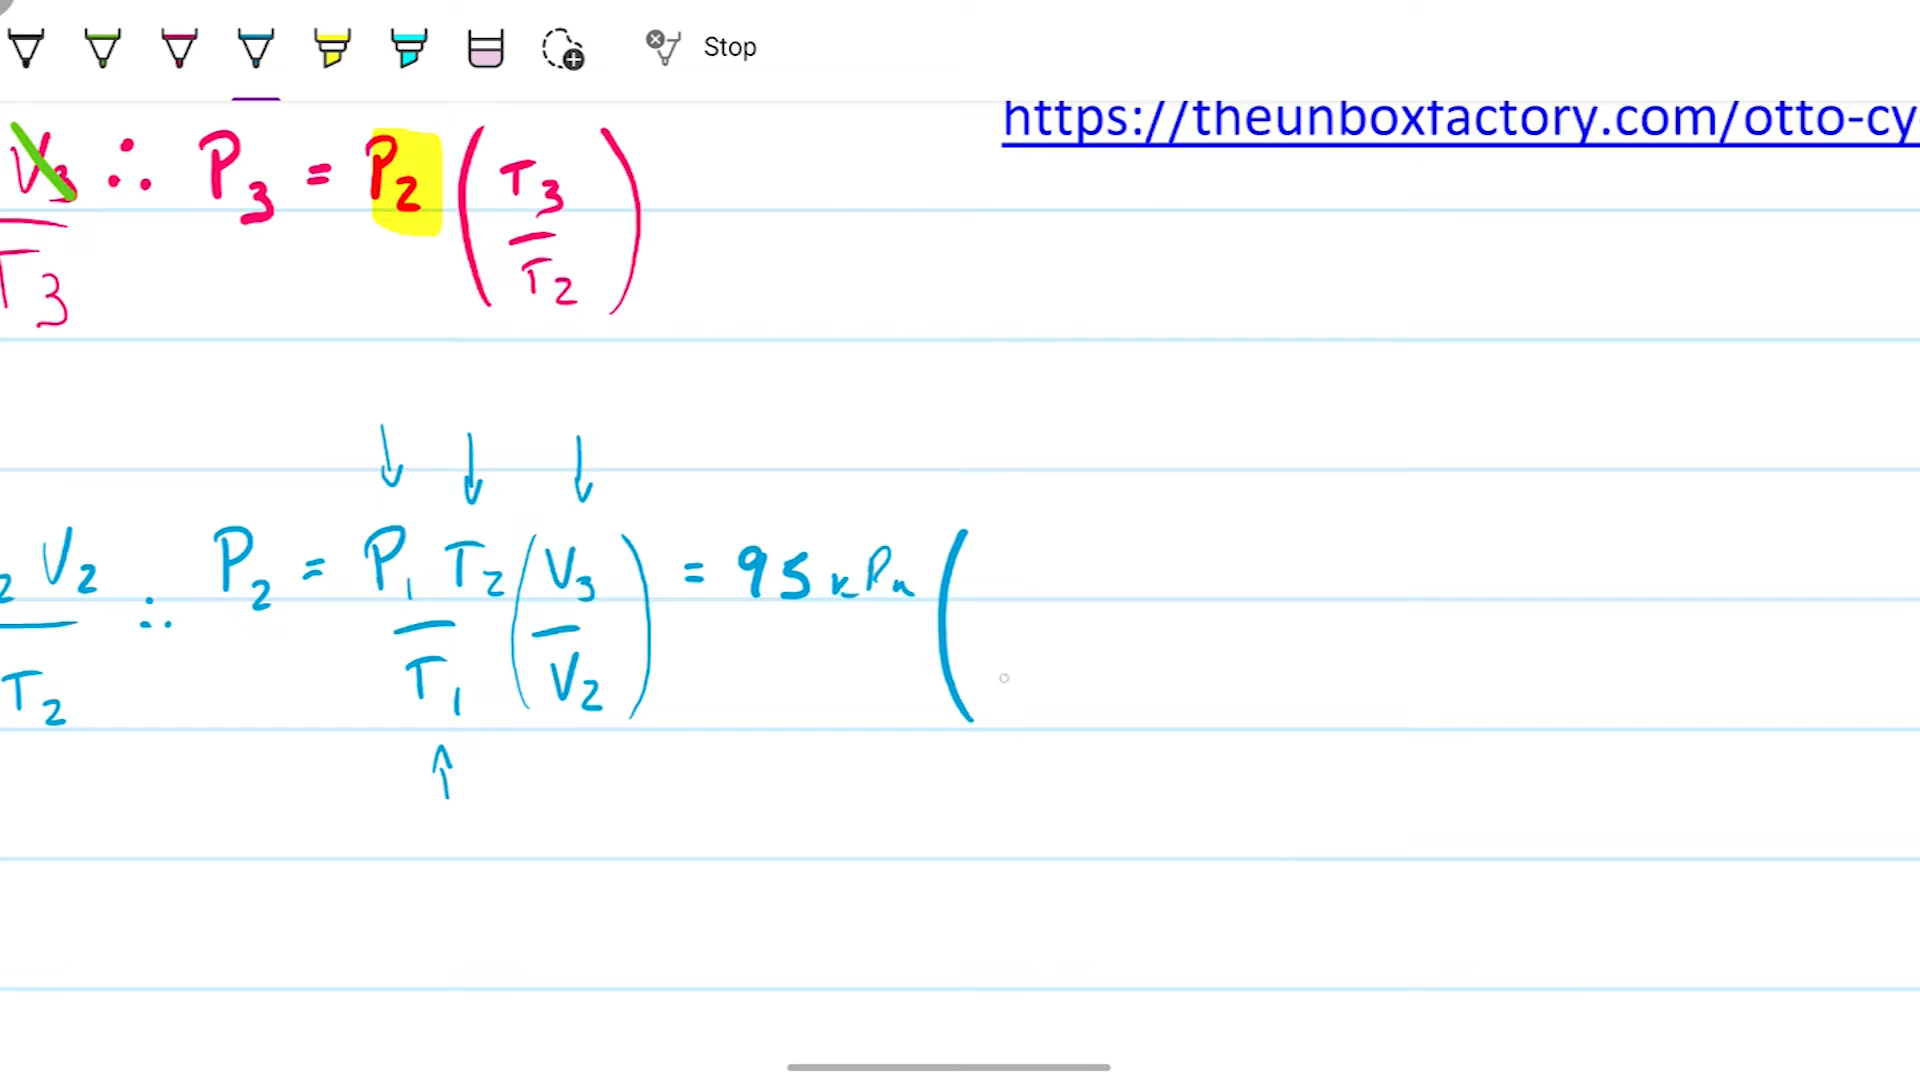 Stop
https://theunboxfactory.com/otto-cy
V3 ∴ P3 = P2 (T3
T3 T2)
V2 ∴ P2 = P1 T2 (V3 = 95 kPa (
T2 T1 V2)